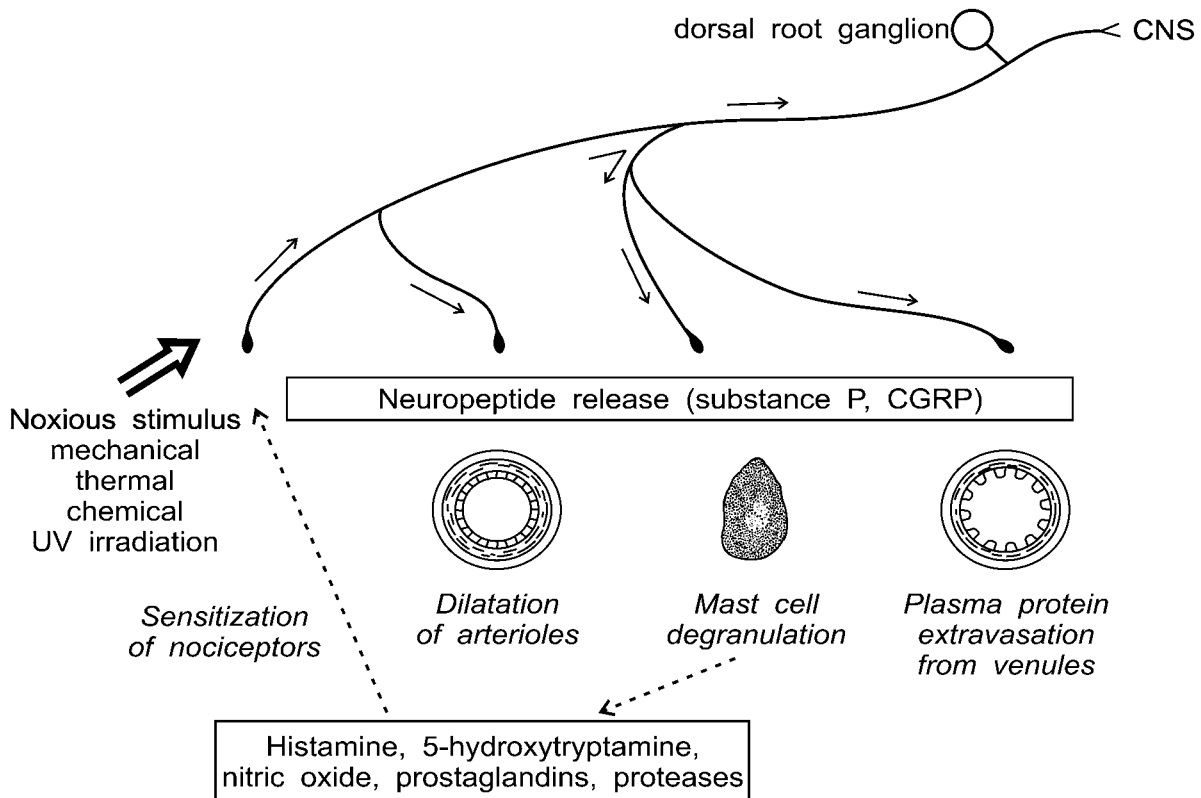 dorsal root ganglion
CNS
Noxious stimulus
mechanical
thermal
chemical
UV irradiation
Neuropeptide release (substance P, CGRP)
Sensitization
of nociceptors
Dilatation
of arterioles
Mast cell
degranulation
Plasma protein
extravasation
from venules
Histamine, 5-hydroxytryptamine,
nitric oxide, prostaglandins, proteases